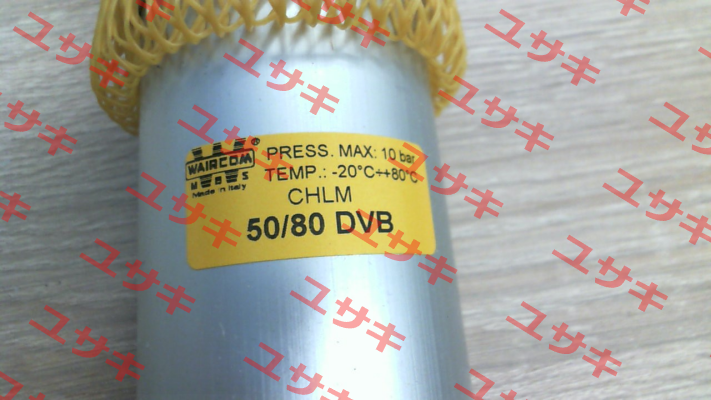 WAIRCOM
M B S
Made in Italy
PRESS. MAX: 10 bar
TEMP.: -20°C÷+80°C
CHLM
50/80 DVB
ユサキ